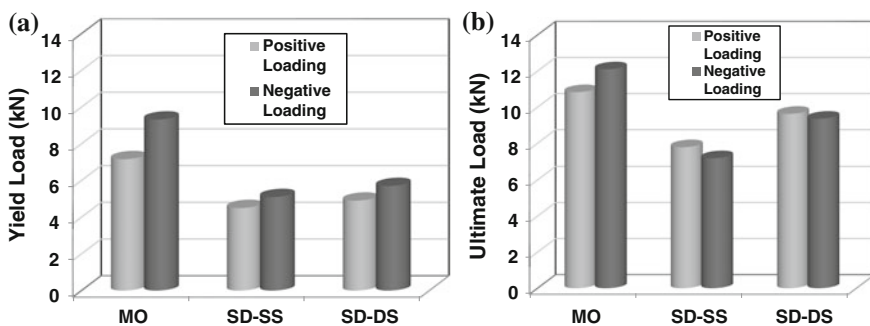 (a)
Yield Load (kN)
14
12
10
8
6
4
2
0
Positive
Loading
Negative
Loading
MO
SD-SS
SD-DS
(b)
Ultimate Load (kN)
14
12
10
8
6
4
2
0
Positive
Loading
Negative
Loading
MO
SD-SS
SD-DS